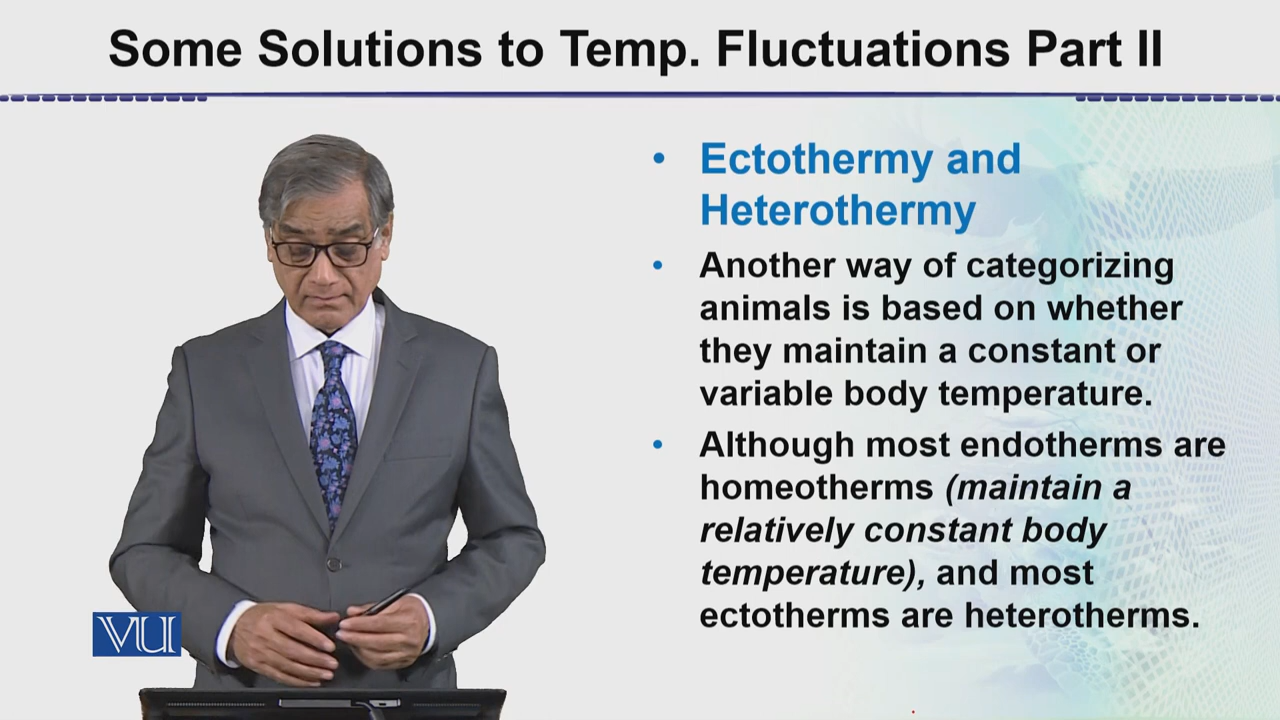 Some Solutions to Temp. Fluctuations Part II
• Ectothermy and
Heterothermy
• Another way of categorizing
animals is based on whether
they maintain a constant or
variable body temperature.
• Although most endotherms are
homeotherms (maintain a
relatively constant body
temperature), and most
ectotherms are heterotherms.
VU